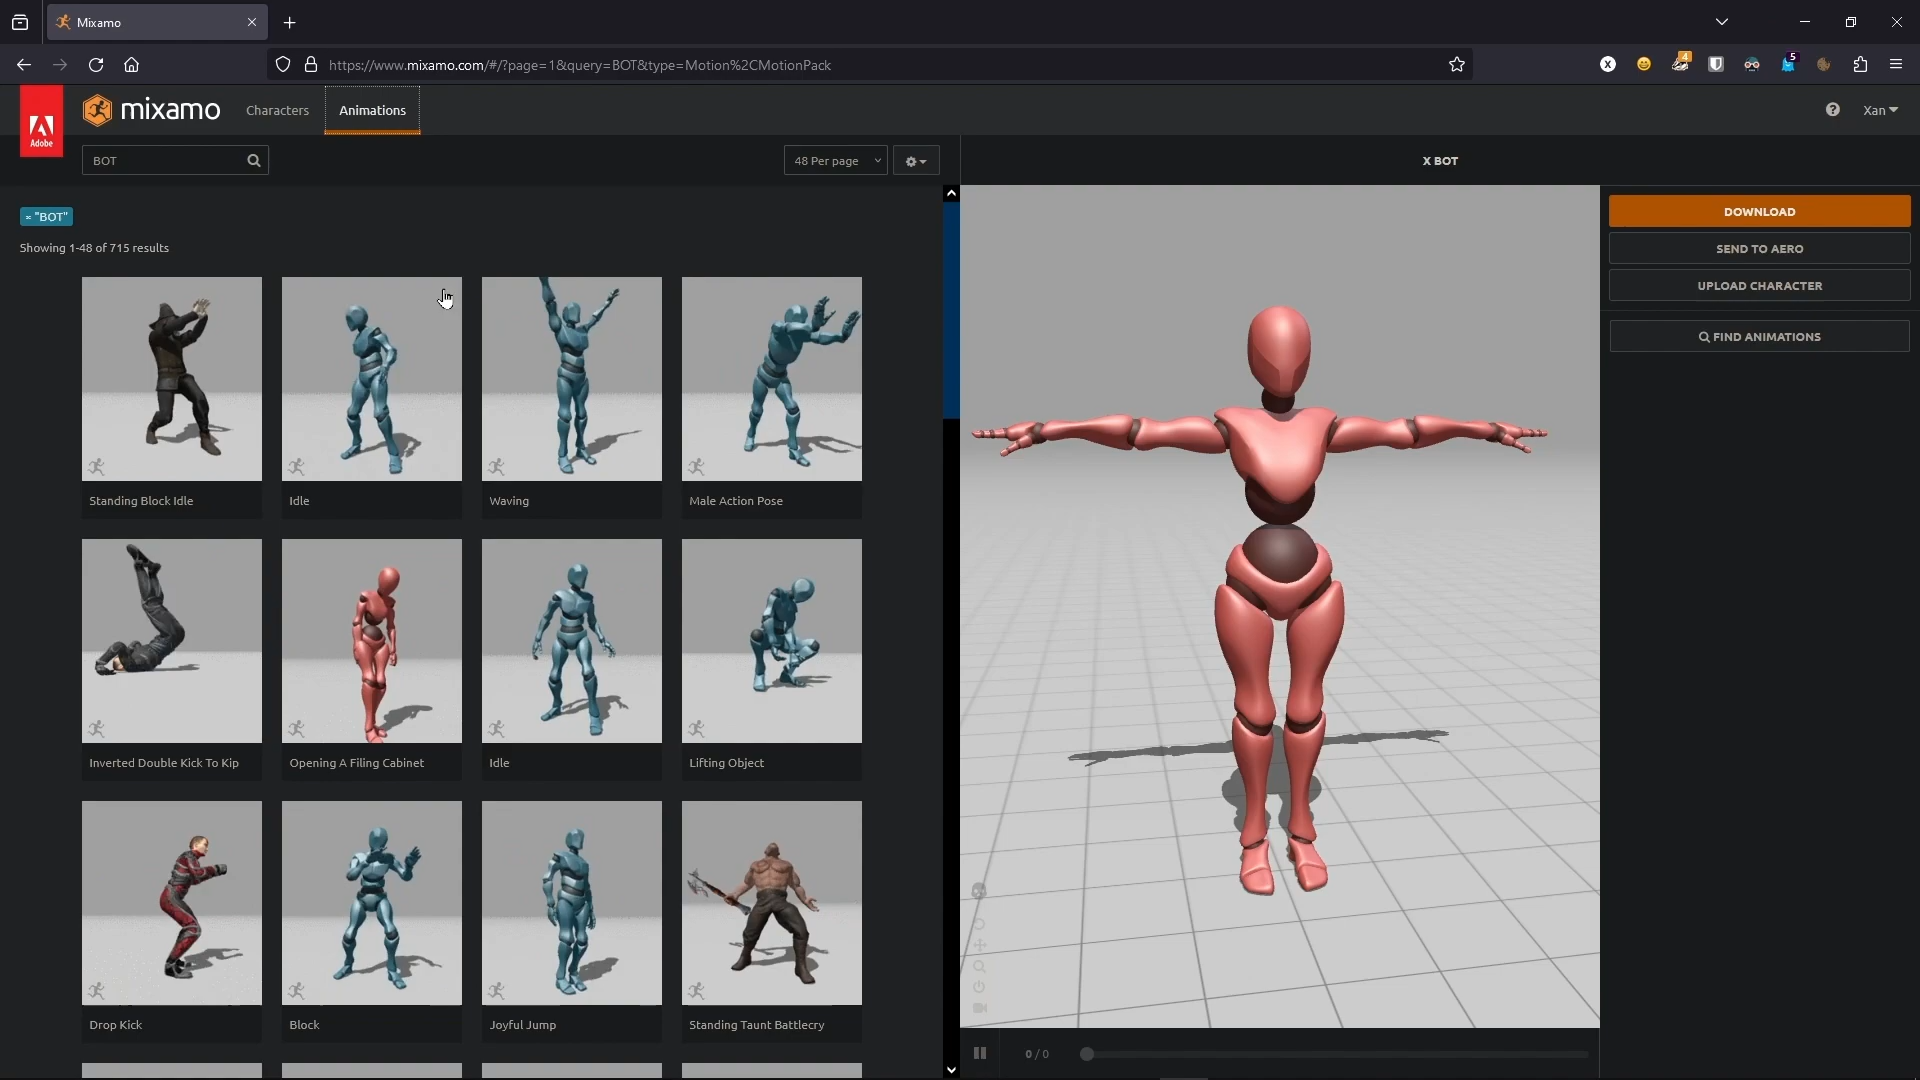 Mixamo
https://www.mixamo.com/#/?page=1&query=BOT&type=Motion%2CMotionPack
4
5
Adobe
mixamo
Characters
Animations
Xan
BOT
48 Per page
X BOT
× "BOT"
Showing 1-48 of 715 results
DOWNLOAD
SEND TO AERO
UPLOAD CHARACTER
FIND ANIMATIONS
Standing Block Idle
Idle
Waving
Male Action Pose
Inverted Double Kick To Kip
Opening A Filing Cabinet
Idle
Lifting Object
Drop Kick
Block
Joyful Jump
Standing Taunt Battlecry
0 / 0